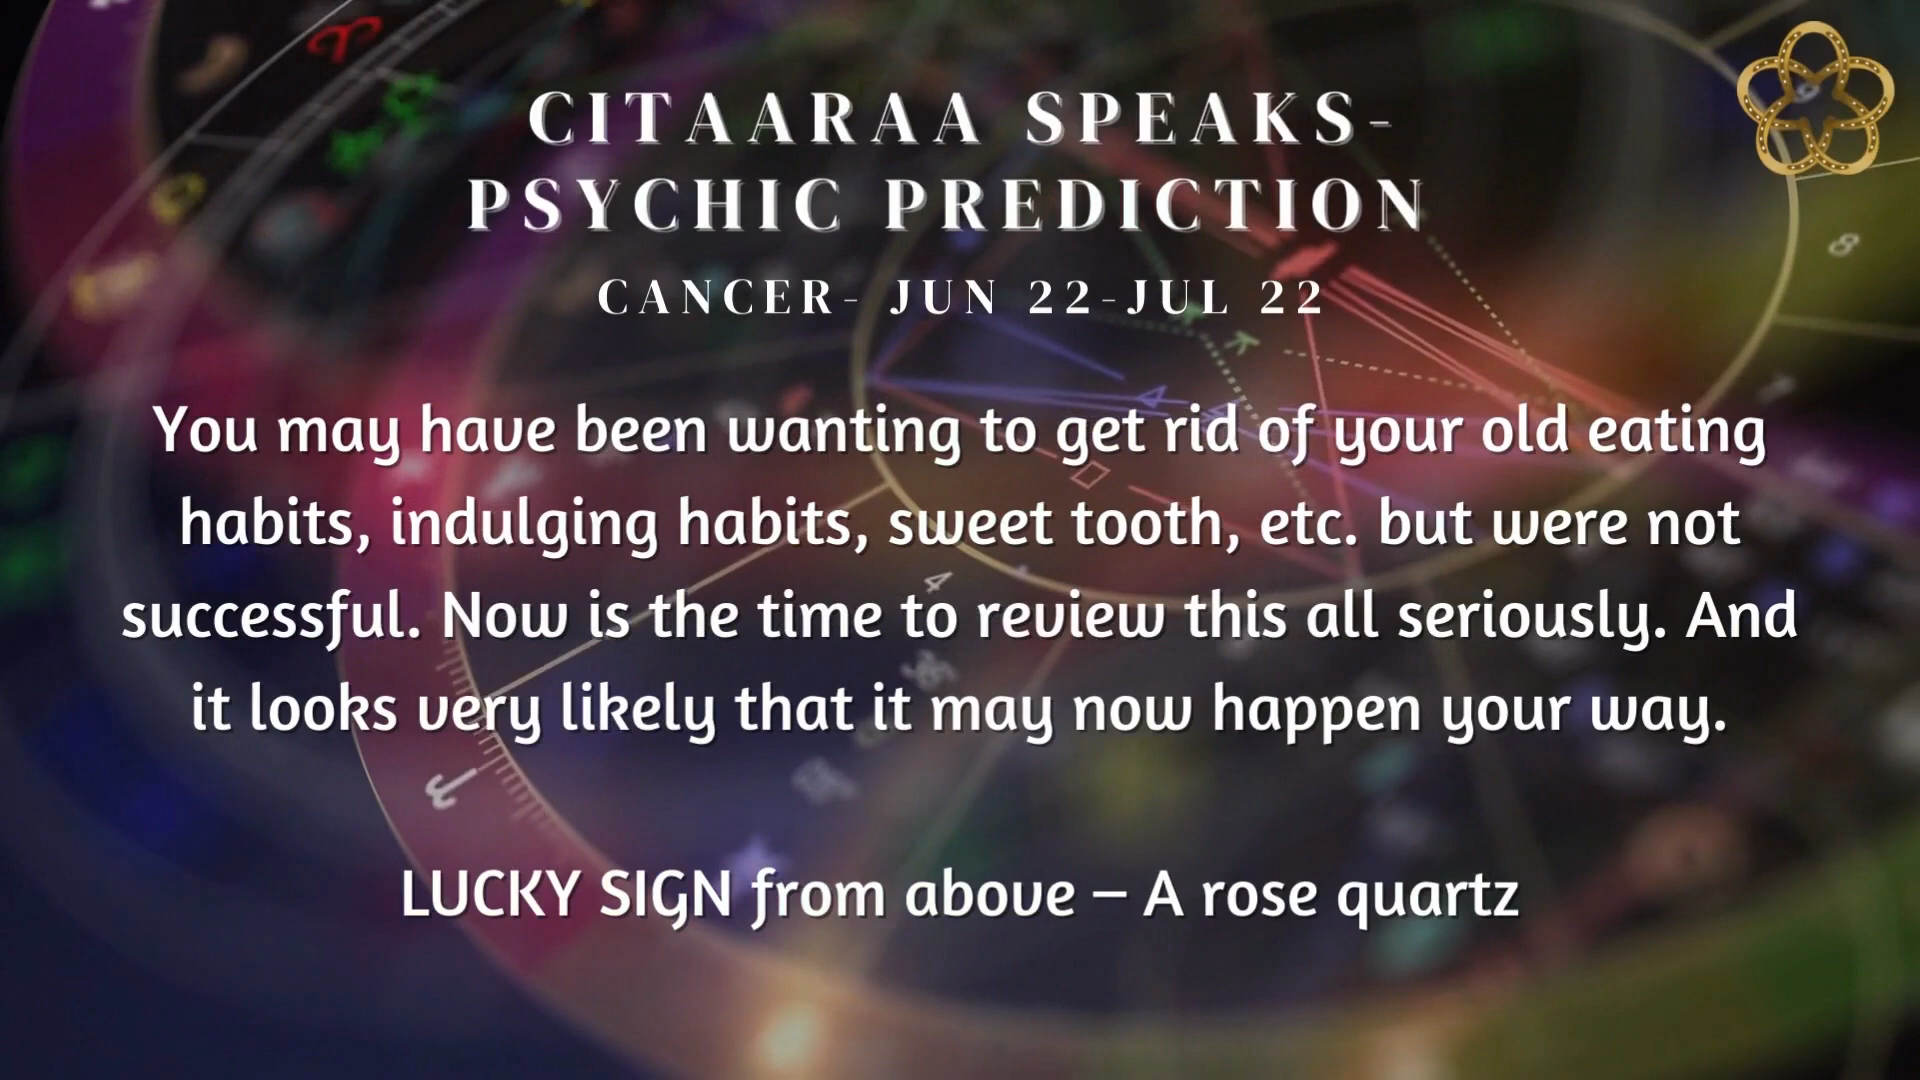 CITAARAA SPEAKS-
PSYCHIC PREDICTION
CANCER- JUN 22-JUL 22
You may have been wanting to get rid of your old eating
habits, indulging habits, sweet tooth, etc. but were not
successful. Now is the time to review this all seriously. And
it looks very likely that it may now happen your way.
LUCKY SIGN from above – A rose quartz
8
4